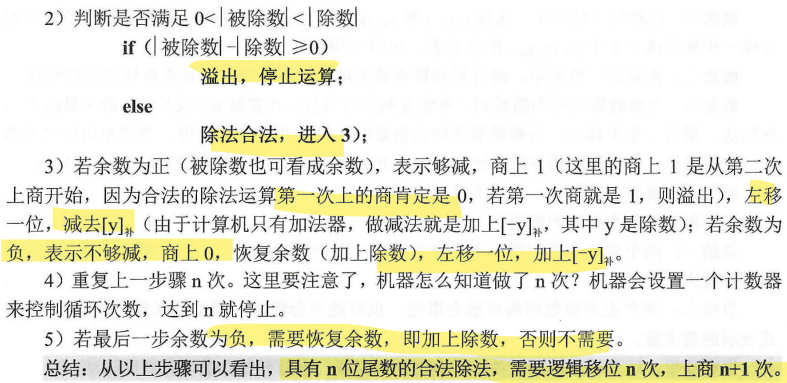 2）判断是否满足 0<|被除数|<|除数|
if（|被除数|-|除数|≥0）
溢出，停止运算；
else
除法合法，进入 3）；
3）若余数为正（被除数也可看成余数），表示够减，商上 1（这里的商上 1 是从第二次
上商开始，因为合法的除法运算第一次上的商肯定是 0，若第一次商就是 1，则溢出），左移
一位，减去[y]补（由于计算机只有加法器，做减法就是加上[-y]补，其中 y 是除数）；若余数为
负，表示不够减，商上 0，恢复余数（加上除数），左移一位，加上[-y]补。
4）重复上一步骤 n 次。这里要注意了，机器怎么知道做了 n 次？机器会设置一个计数器
来控制循环次数，达到 n 就停止。
5）若最后一步余数为负，需要恢复余数，即加上除数，否则不需要。
总结：从以上步骤可以看出，具有 n 位尾数的合法除法，需要逻辑移位 n 次，上商 n+1 次。